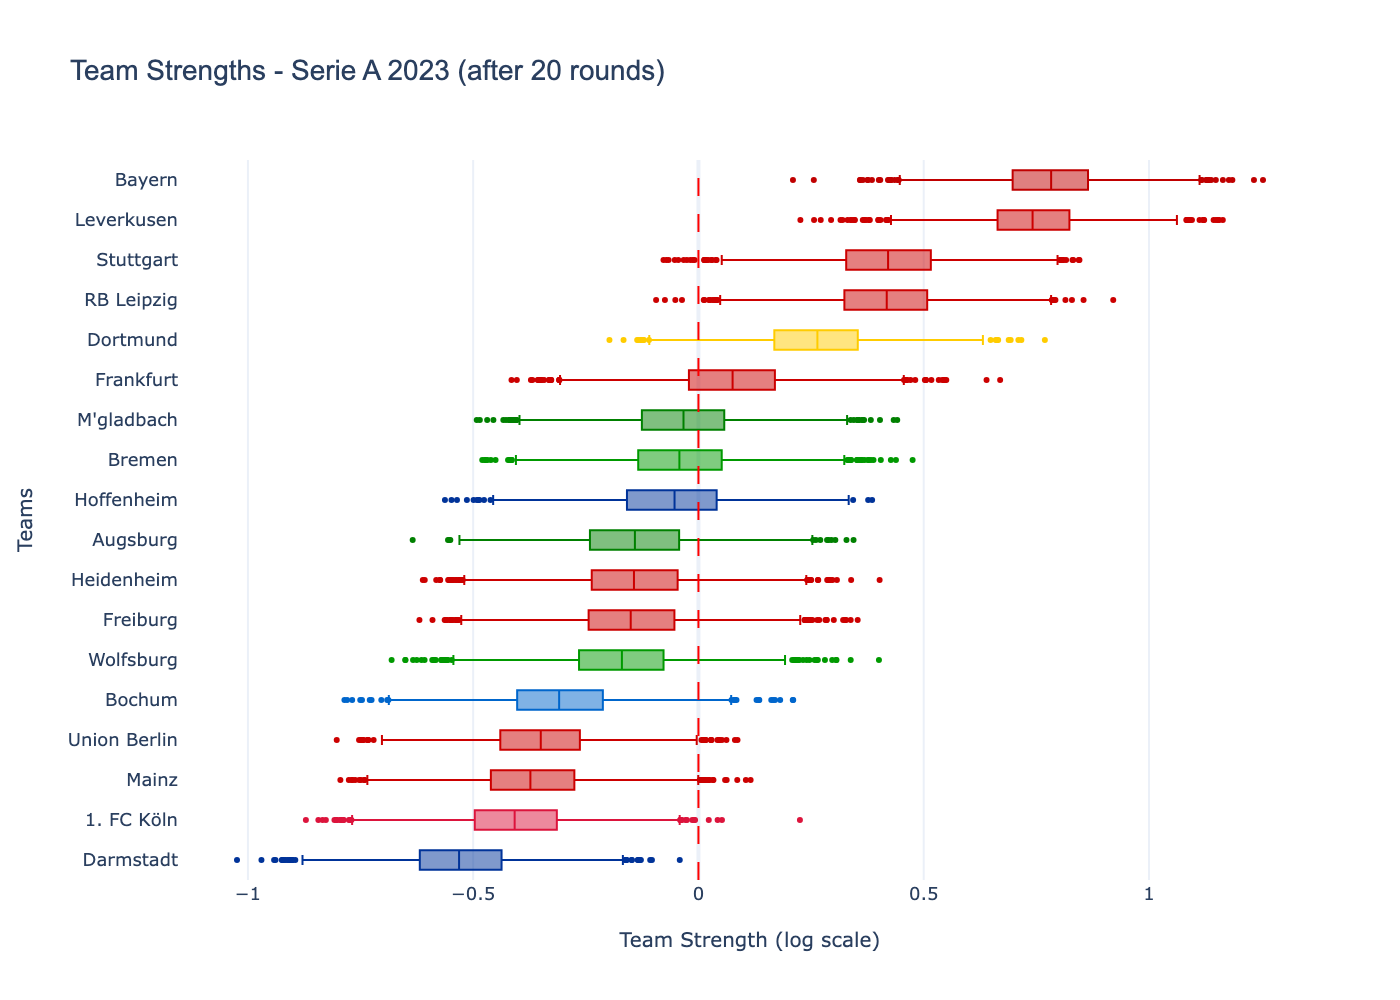 Team Strengths - Serie A 2023 (after 20 rounds)
Bayern
Leverkusen
Stuttgart
RB Leipzig
Dortmund
Frankfurt
M'gladbach
Bremen
Hoffenheim
Augsburg
Heidenheim
Freiburg
Wolfsburg
Bochum
Union Berlin
Mainz
1. FC Köln
Darmstadt
Teams
−1 −0.5 0 0.5 1
Team Strength (log scale)